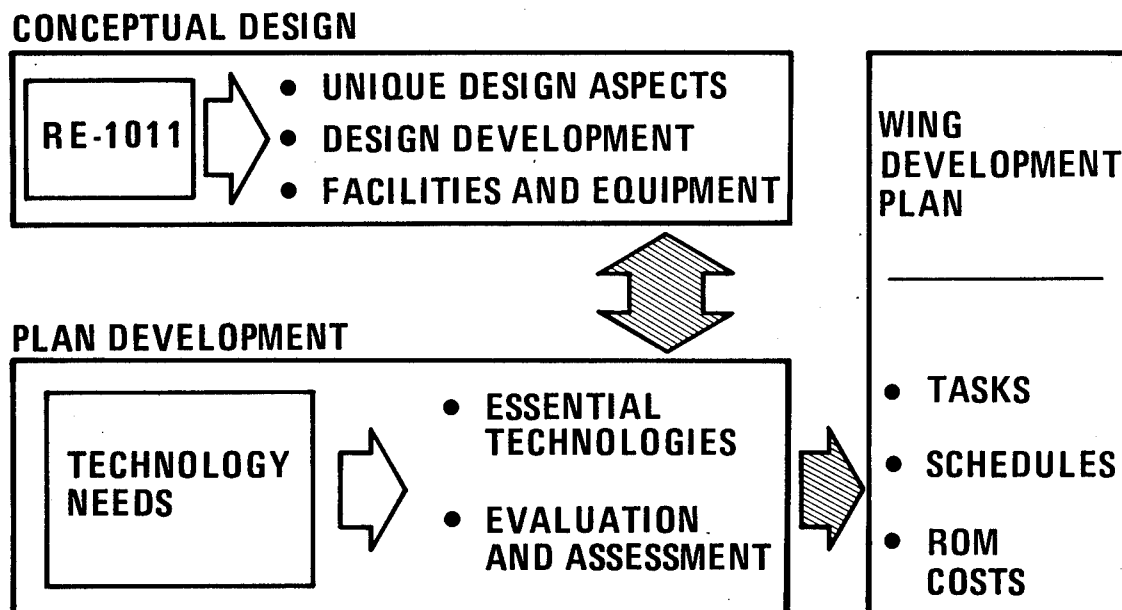 CONCEPTUAL DESIGN
RE-1011
• UNIQUE DESIGN ASPECTS
• DESIGN DEVELOPMENT
• FACILITIES AND EQUIPMENT
PLAN DEVELOPMENT
TECHNOLOGY
NEEDS
• ESSENTIAL
TECHNOLOGIES
• EVALUATION
AND ASSESSMENT
WING
DEVELOPMENT
PLAN
• TASKS
• SCHEDULES
• ROM
COSTS